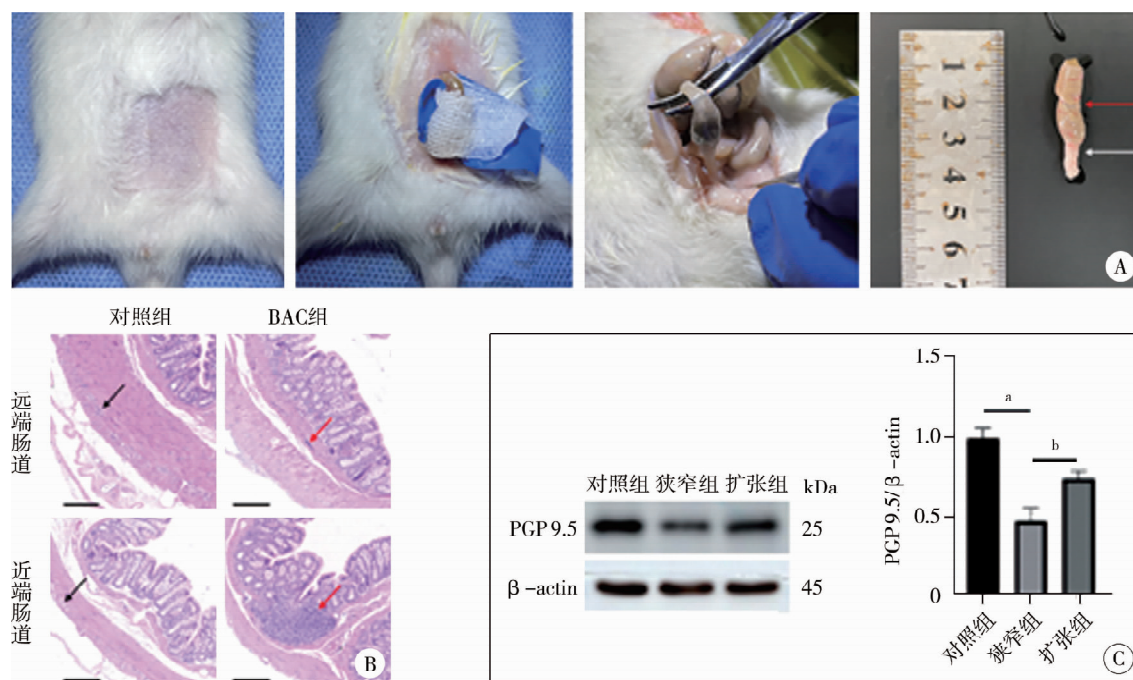 1
2
3
4
5
6
A
对照组 BAC组
远端肠道
近端肠道
B
对照组 狭窄组 扩张组 kDa
PGP 9.5 25
β-actin 45
1.5
1.0
0.5
0
PGP 9.5/β-actin
a
b
对照组
狭窄组
扩张组
C